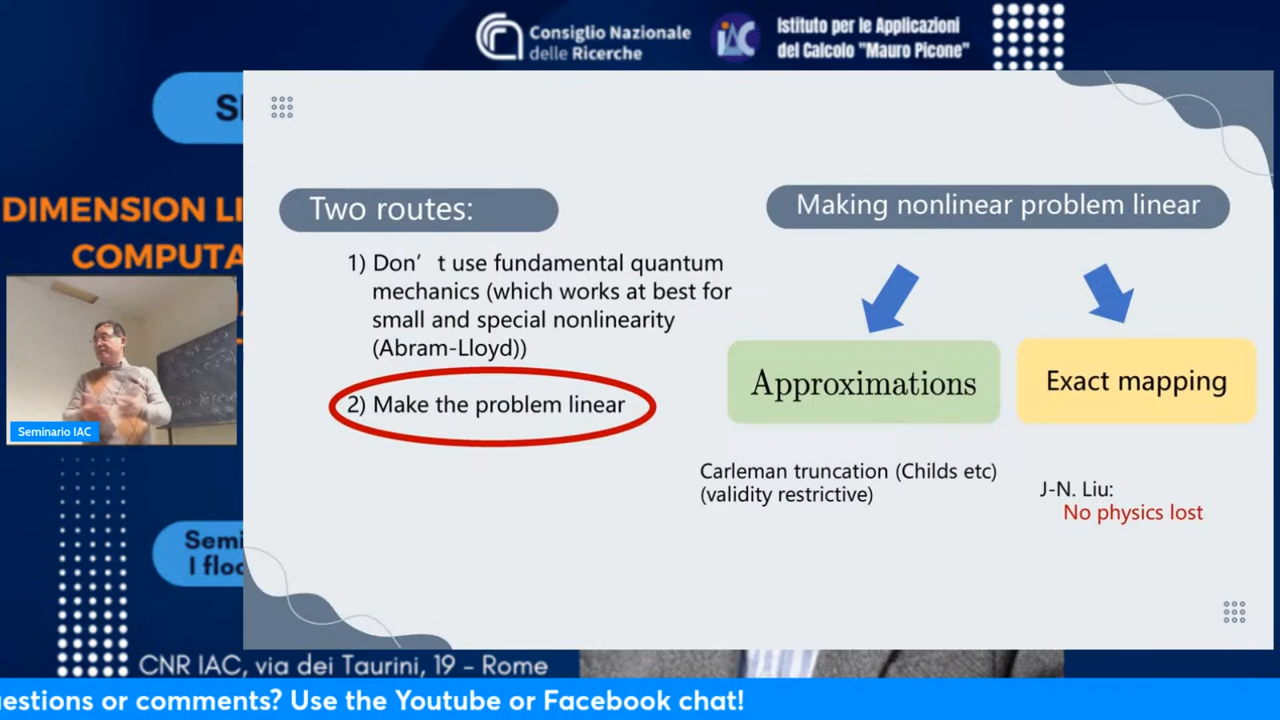 Consiglio Nazionale
delle Ricerche
IAC
Istituto per le Applicazioni
del Calcolo "Mauro Picone"
DIMENSION
COMPUTA
Seminario IAC
Two routes:
1) Don’ t use fundamental quantum
mechanics (which works at best for
small and special nonlinearity
(Abram-Lloyd))
2) Make the problem linear
Making nonlinear problem linear
Approximations
Exact mapping
Carleman truncation (Childs etc)
(validity restrictive)
J-N. Liu:
No physics lost
Semi
I floo
CNR IAC, via dei Taurini, 19 – Rome
uestions or comments? Use the Youtube or Facebook chat!